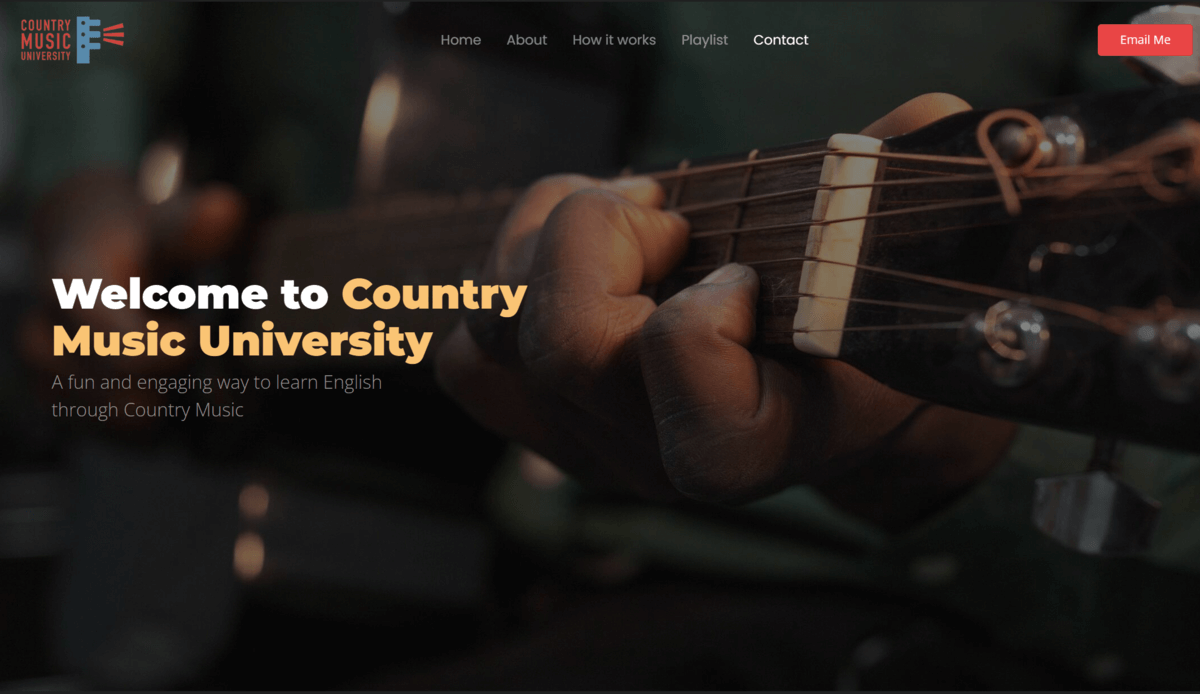 COUNTRY
MUSIC
UNIVERSITY
Home About How it works Playlist Contact
Email Me
Welcome to Country
Music University
A fun and engaging way to learn English
through Country Music